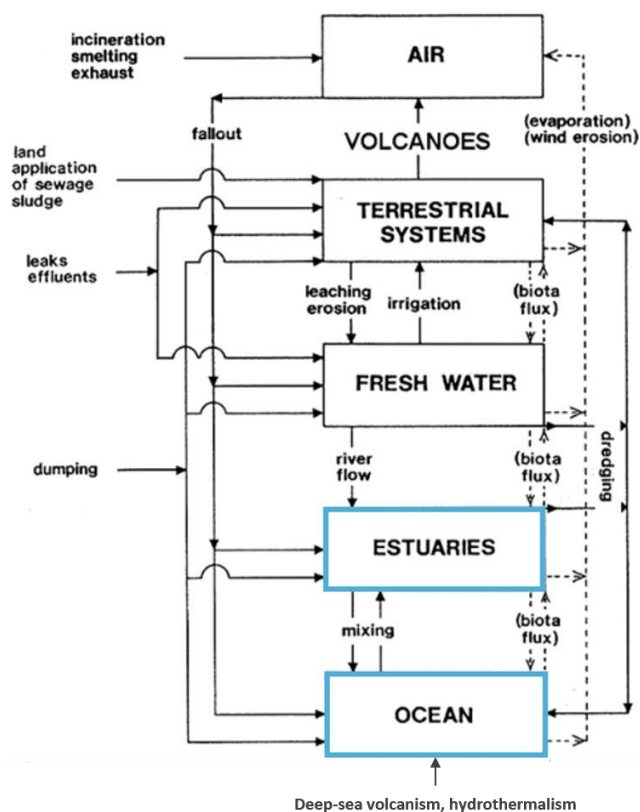 incineration
smelting
exhaust
AIR
fallout
VOLCANOES
(evaporation)
(wind erosion)
land
application
of sewage
sludge
TERRESTRIAL
SYSTEMS
leaks
effluents
leaching
erosion
irrigation
(biota
flux)
FRESH WATER
dumping
river
flow
(biota
flux)
dredging
ESTUARIES
mixing
(biota
flux)
OCEAN
Deep-sea volcanism, hydrothermalism